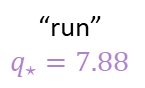 “run”
q⋆ = 7.88